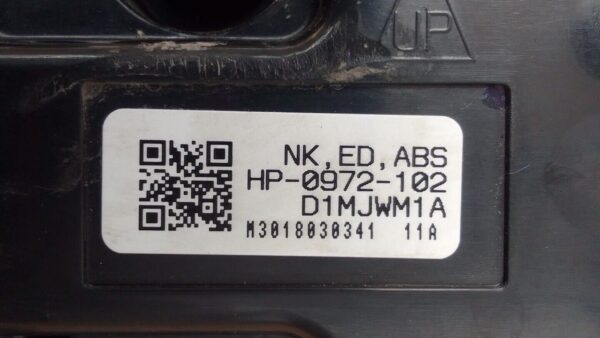 UP
NK,ED,ABS
HP-0972-102
D1MJWM1A
M3018030341 11A